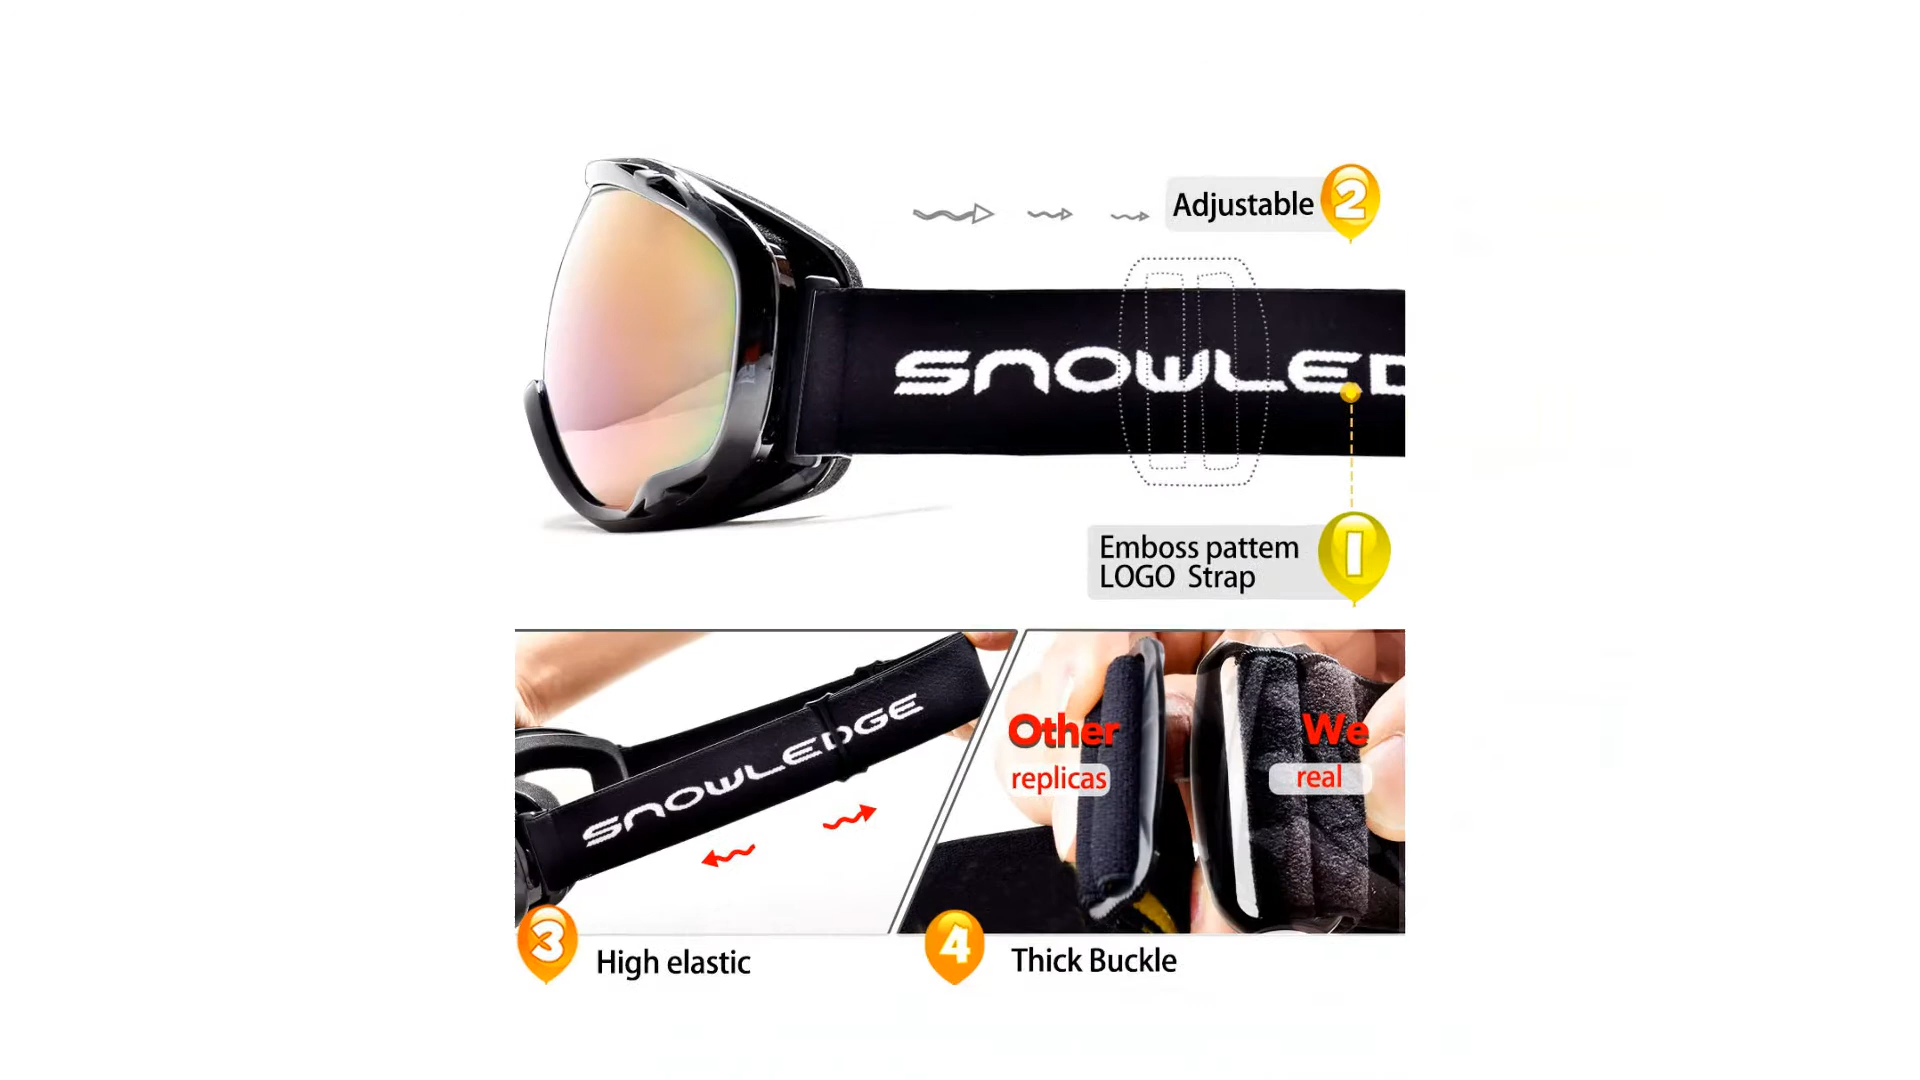 Adjustable 2
SNOWLED
Emboss pattem
LOGO Strap
1
SNOWLEDGE
Other
replicas
We
real
3 High elastic
4 Thick Buckle